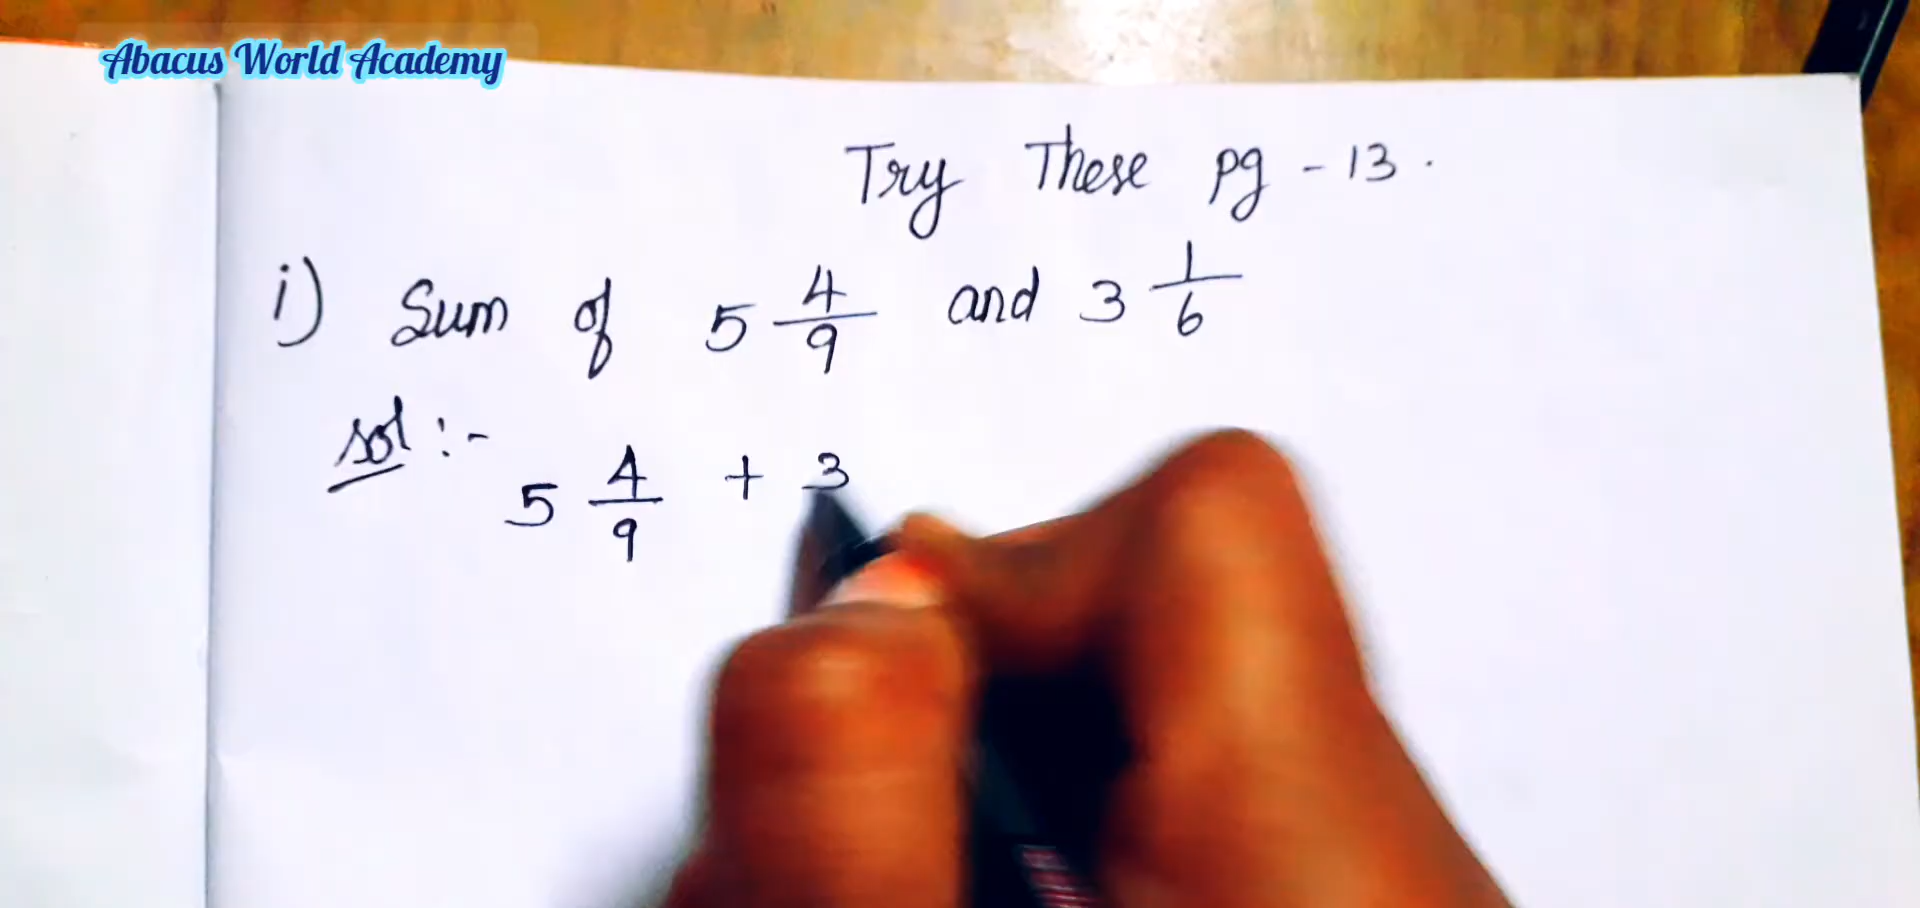 Abacus World Academy
Try These pg - 13 .
i) Sum of 5 4/9 and 3 1/6
Sol :-
5 4/9 + 3